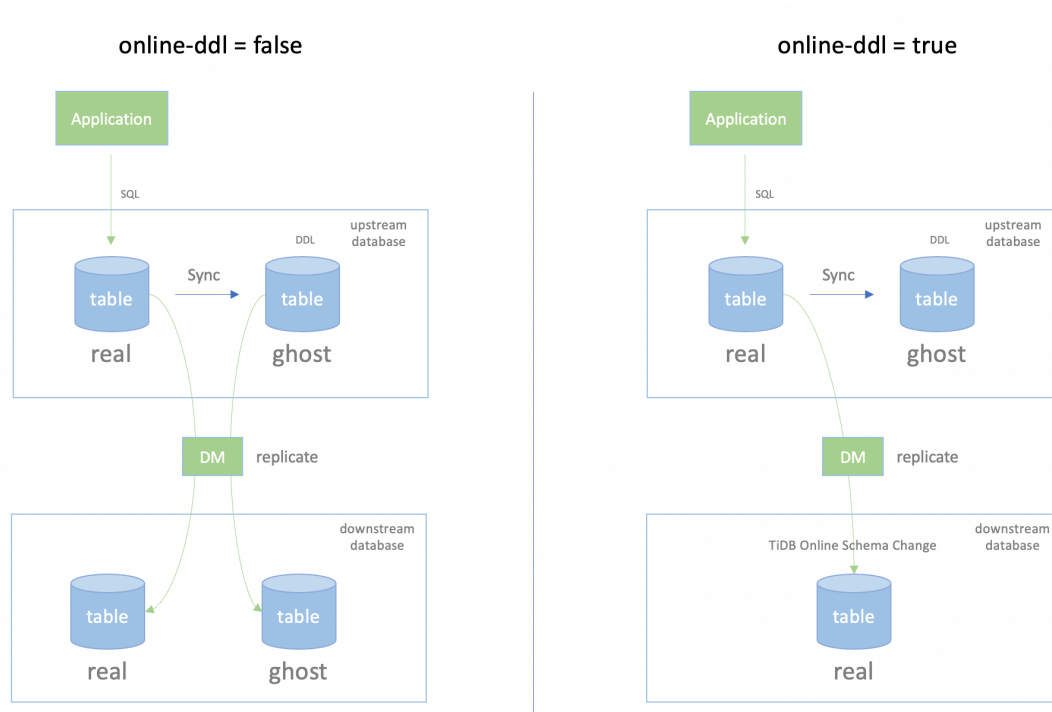 online-ddl = false
Application
SQL
upstream
database
DDL
table
Sync
table
real
ghost
DM
replicate
downstream
database
table
table
real
ghost
online-ddl = true
Application
SQL
upstream
database
DDL
table
Sync
table
real
ghost
DM
replicate
downstream
database
TiDB Online Schema Change
table
real